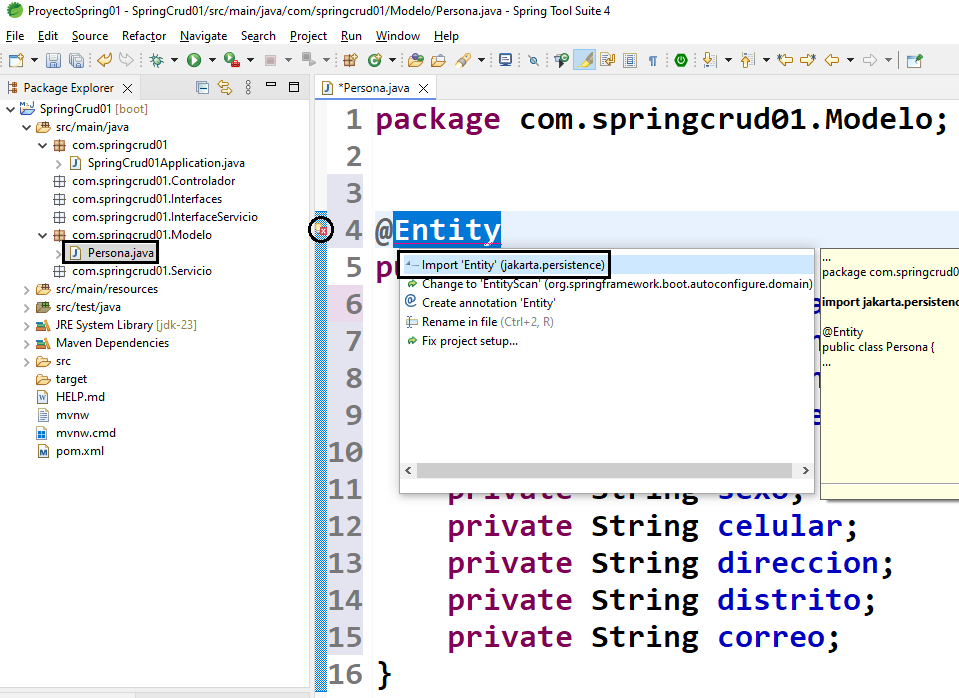 ProyectoSpring01 - SpringCrud01/src/main/java/com/springcrud01/Modelo/Persona.java - Spring Tool Suite 4
File Edit Source Refactor Navigate Search Project Run Window Help
Package Explorer
*Persona.java
SpringCrud01 [boot]
src/main/java
com.springcrud01
SpringCrud01Application.java
com.springcrud01.Controlador
com.springcrud01.Interfaces
com.springcrud01.InterfaceServicio
com.springcrud01.Modelo
Persona.java
com.springcrud01.Servicio
src/main/resources
src/test/java
JRE System Library [jdk-23]
Maven Dependencies
src
target
HELP.md
mvnw
mvnw.cmd
pom.xml
1 package com.springcrud01.Modelo;
2
3
4 @Entity
5
6
7
8
9
10
11 private String sexo;
12 private String celular;
13 private String direccion;
14 private String distrito;
15 private String correo;
16 }
Import 'Entity' (jakarta.persistence)
Change to 'EntityScan' (org.springframework.boot.autoconfigure.domain)
Create annotation 'Entity'
Rename in file (Ctrl+2, R)
Fix project setup...
...
package com.springcrud0
import jakarta.persistenc
@Entity
public class Persona {
...